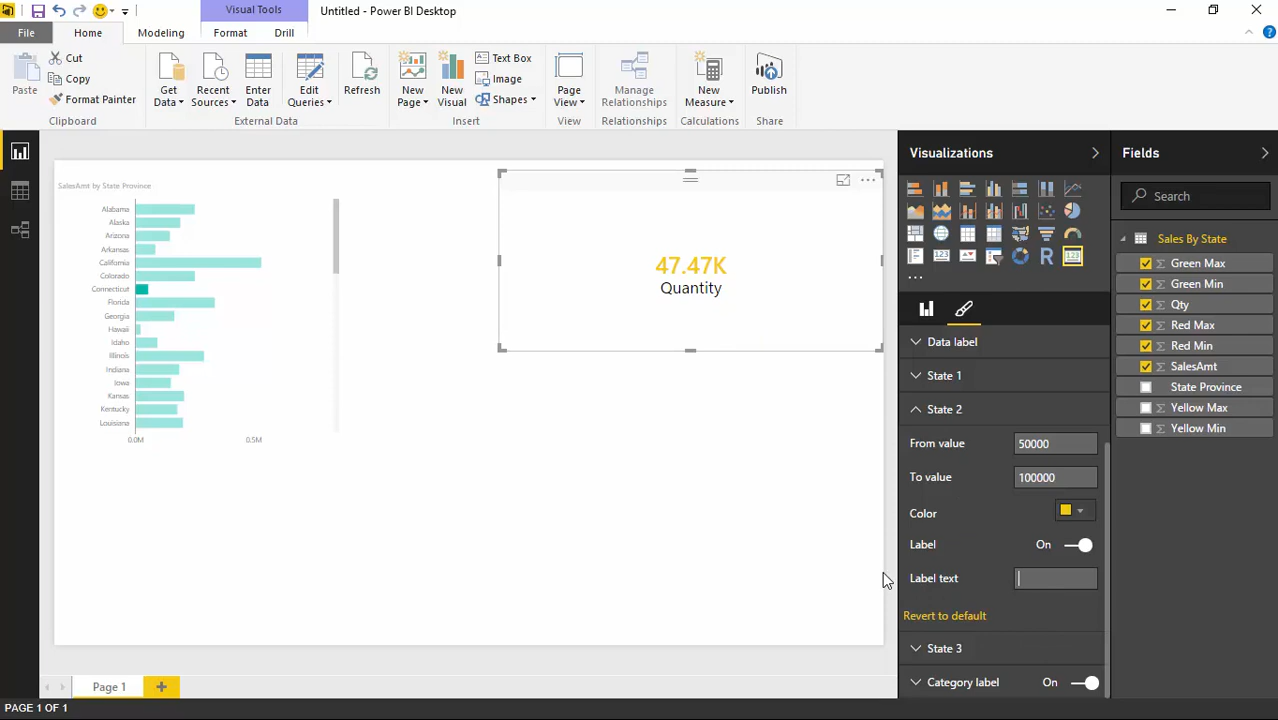 Visual Tools
Untitled - Power BI Desktop
File
Home
Modeling
Format
Drill
Paste
Cut
Copy
Format Painter
Clipboard
Get Data
Recent Sources
Enter Data
Edit Queries
Refresh
External Data
New Page
New Visual
Text Box
Image
Shapes
Insert
Page View
View
Manage Relationships
Relationships
New Measure
Calculations
Publish
Share
SalesAmt by State Province
Alabama
Alaska
Arizona
Arkansas
California
Colorado
Connecticut
Florida
Georgia
Hawaii
Idaho
Illinois
Indiana
Iowa
Kansas
Kentucky
Louisiana
0.0M
0.5M
47.47K
Quantity
Visualizations
Data label
State 1
State 2
From value
50000
To value
100000
Color
Label
On
Label text
Revert to default
State 3
Category label
On
Fields
Search
Sales By State
Green Max
Green Min
Qty
Red Max
Red Min
SalesAmt
State Province
Yellow Max
Yellow Min
Page 1
PAGE 1 OF 1